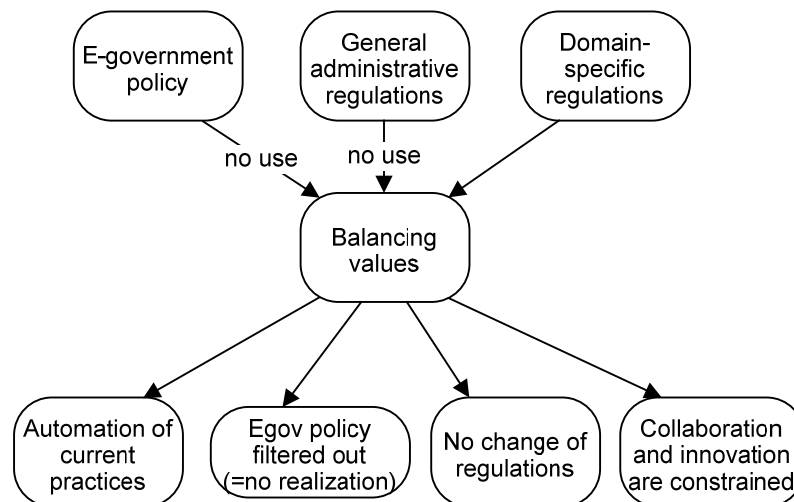 E-government
policy
General
administrative
regulations
Domain-
specific
regulations
no use
no use
Balancing
values
Automation of
current
practices
Egov policy
filtered out
(=no realization)
No change of
regulations
Collaboration
and innovation
are constrained